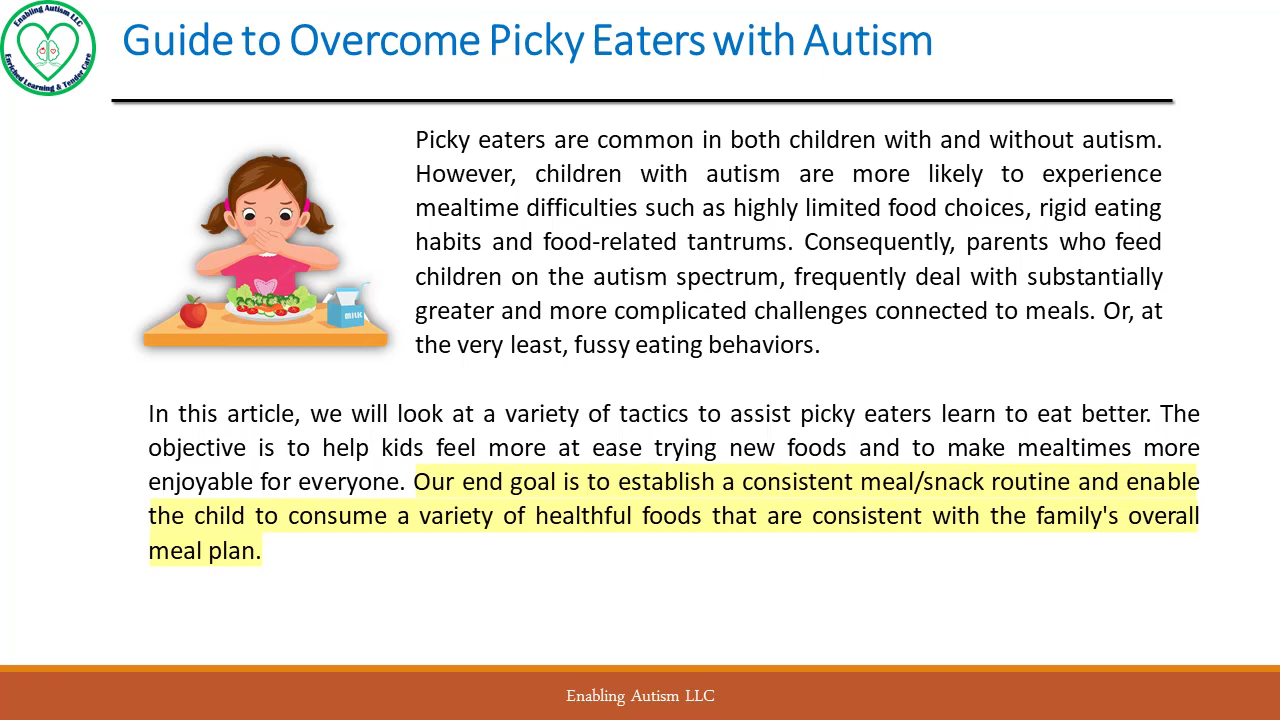 Enabling Autism LLC
Enriched Learning & Tender Care
Guide to Overcome Picky Eaters with Autism
Picky eaters are common in both children with and without autism.
However, children with autism are more likely to experience
mealtime difficulties such as highly limited food choices, rigid eating
habits and food-related tantrums. Consequently, parents who feed
children on the autism spectrum, frequently deal with substantially
greater and more complicated challenges connected to meals. Or, at
the very least, fussy eating behaviors.
MILK
In this article, we will look at a variety of tactics to assist picky eaters learn to eat better. The
objective is to help kids feel more at ease trying new foods and to make mealtimes more
enjoyable for everyone. Our end goal is to establish a consistent meal/snack routine and enable
the child to consume a variety of healthful foods that are consistent with the family's overall
meal plan.
Enabling Autism LLC